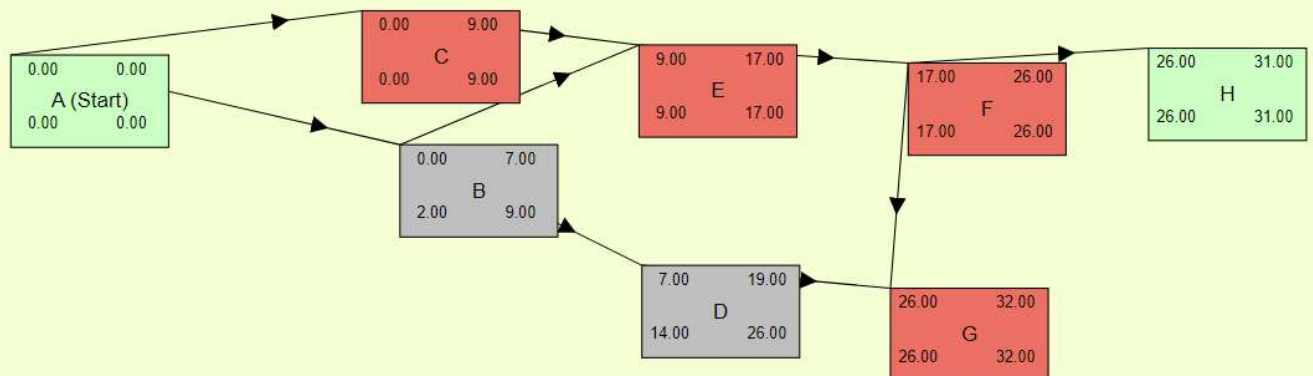 0.00 0.00
A (Start)
0.00 0.00
0.00 9.00
C
0.00 9.00
0.00 7.00
B
2.00 9.00
9.00 17.00
E
9.00 17.00
7.00 19.00
D
14.00 26.00
17.00 26.00
F
17.00 26.00
26.00 32.00
G
26.00 32.00
26.00 31.00
H
26.00 31.00